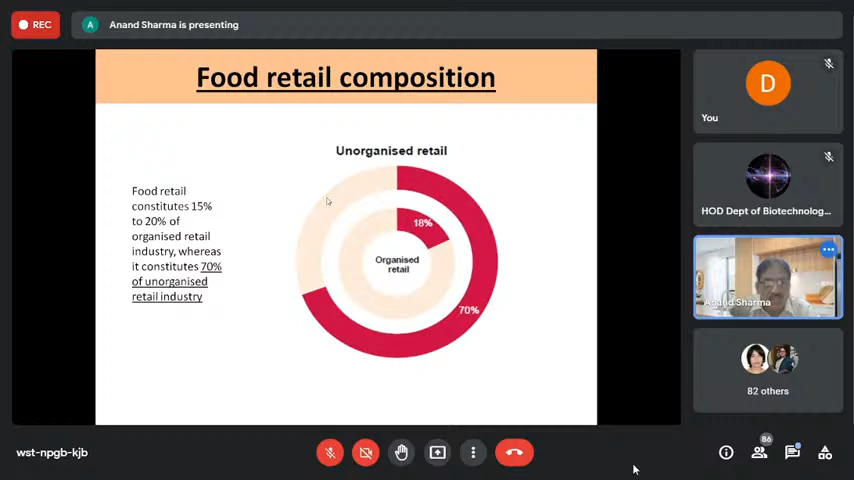 REC
A
Anand Sharma is presenting
Food retail composition
Unorganised retail
Food retail
constitutes 15%
to 20% of
organised retail
industry, whereas
it constitutes 70%
of unorganised
retail industry
18%
Organised
retail
70%
D
You
HOD Dept of Biotechnolog...
Anand Sharma
82 others
wst-npgb-kjb
86